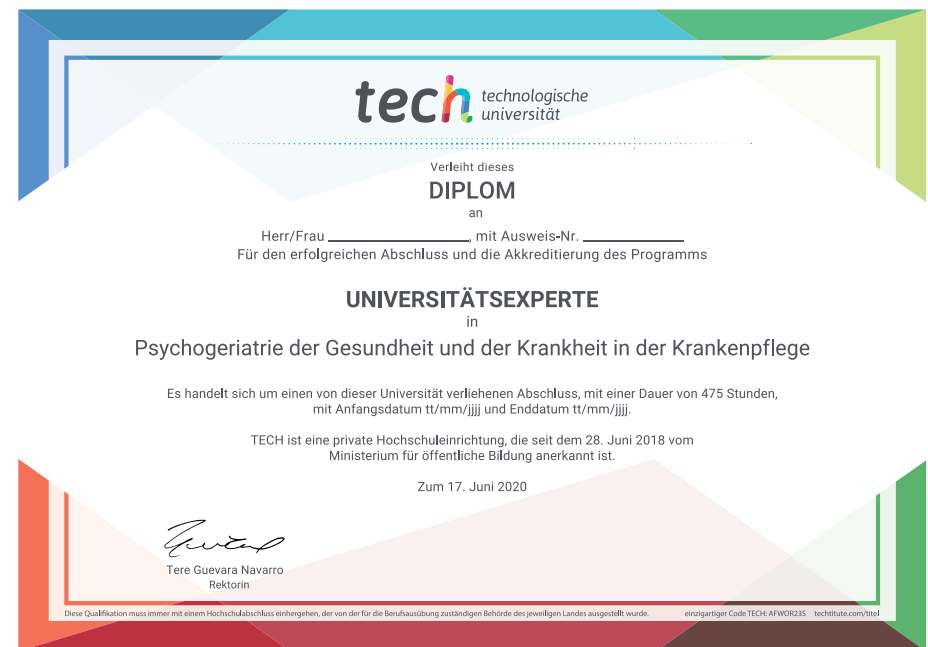 tech technologische
universität
Verleiht dieses
DIPLOM
an
Herr/Frau ____________________, mit Ausweis-Nr. ______________
Für den erfolgreichen Abschluss und die Akkreditierung des Programms
UNIVERSITÄTSEXPERTE
in
Psychogeriatrie der Gesundheit und der Krankheit in der Krankenpflege
Es handelt sich um einen von dieser Universität verliehenen Abschluss, mit einer Dauer von 475 Stunden,
mit Anfangsdatum tt/mm/jjjj und Enddatum tt/mm/jjjj.
TECH ist eine private Hochschuleinrichtung, die seit dem 28. Juni 2018 vom
Ministerium für öffentliche Bildung anerkannt ist.
Zum 17. Juni 2020
Tere Guevara Navarro
Rektorin
Diese Qualifikation muss immer mit einem Hochschulabschluss einhergehen, der von der für die Berufsausübung zuständigen Behörde des jeweiligen Landes ausgestellt wurde. einzigartiger Code TECH: AFWOR23S techtitute.com/titel